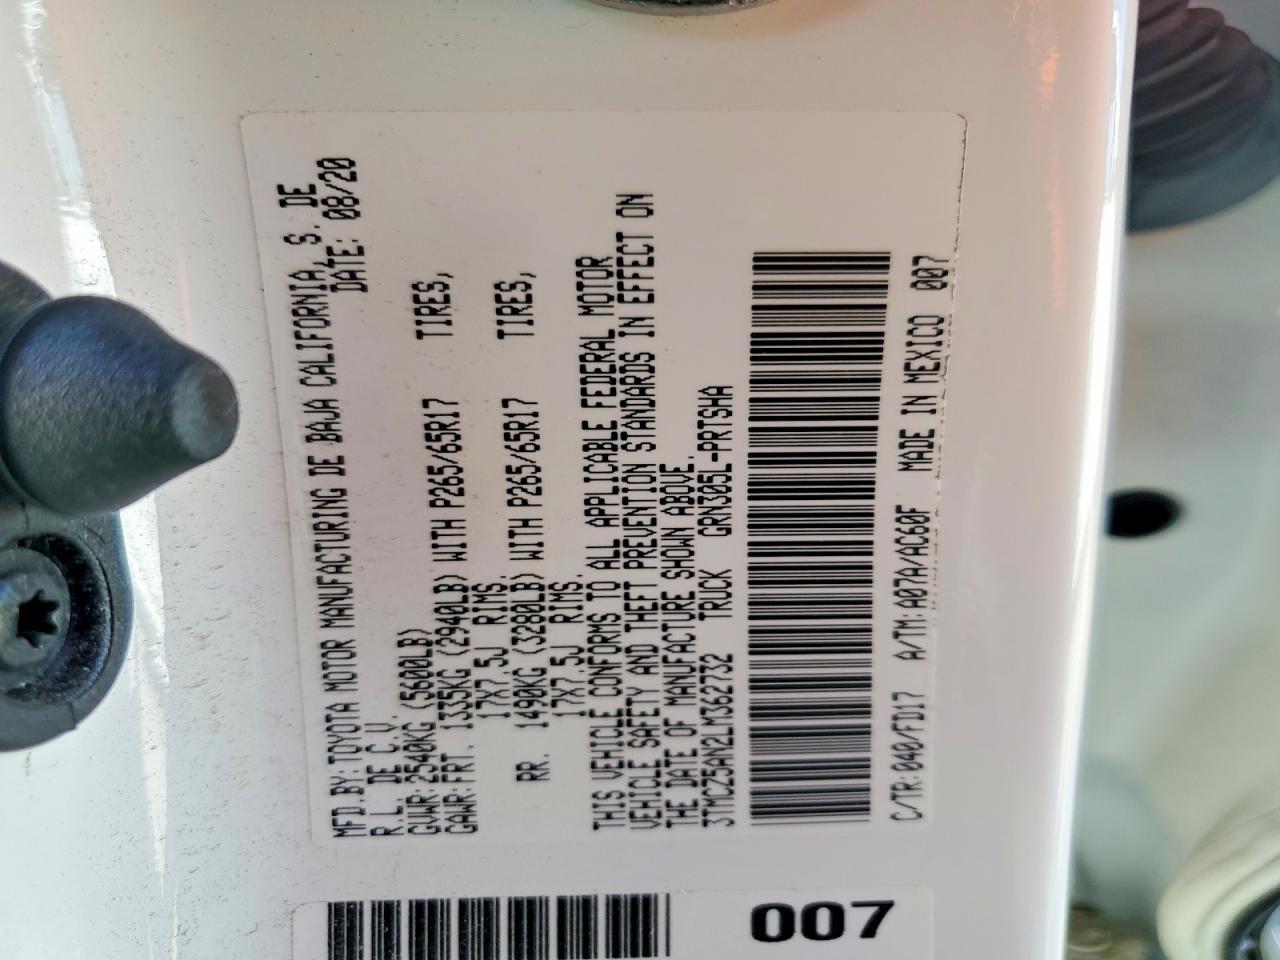 MFD.BY:TOYOTA MOTOR MANUFACTURING DE BAJA CALIFORNIA, S. DE
R.L. DE C.V. DATE: 08/20
GVWR:2540KG (5600LB)
GAWR:FRT. 1335KG (2940LB) WITH P265/65R17 TIRES,
17X7.5J RIMS.
RR. 1490KG (3280LB) WITH P265/65R17 TIRES,
17X7.5J RIMS.
THIS VEHICLE CONFORMS TO ALL APPLICABLE FEDERAL MOTOR
VEHICLE SAFETY AND THEFT PREVENTION STANDARDS IN EFFECT ON
THE DATE OF MANUFACTURE SHOWN ABOVE.
3TMCZ5AN2LM362732 TRUCK GRN305L-PRTSHA
C/TR:040/FD17 A/TM:A07A/AC60F MADE IN MEXICO 007
007